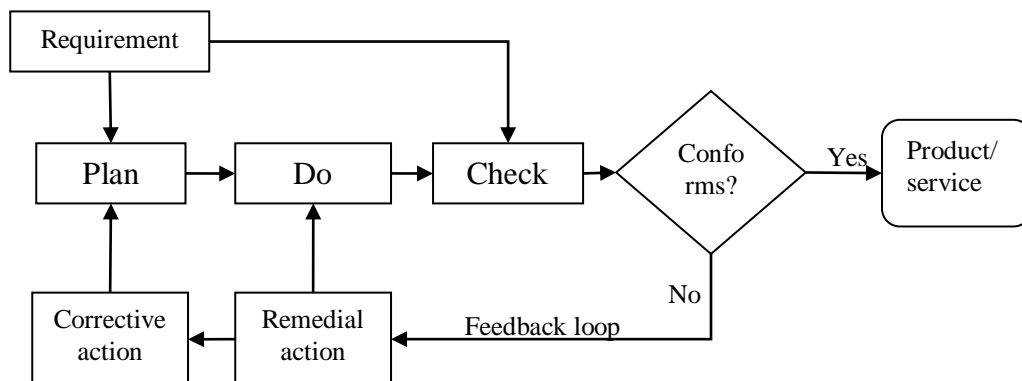 Requirement
Plan
Do
Check
Confo
rms?
Yes
Product/
service
No
Feedback loop
Remedial
action
Corrective
action